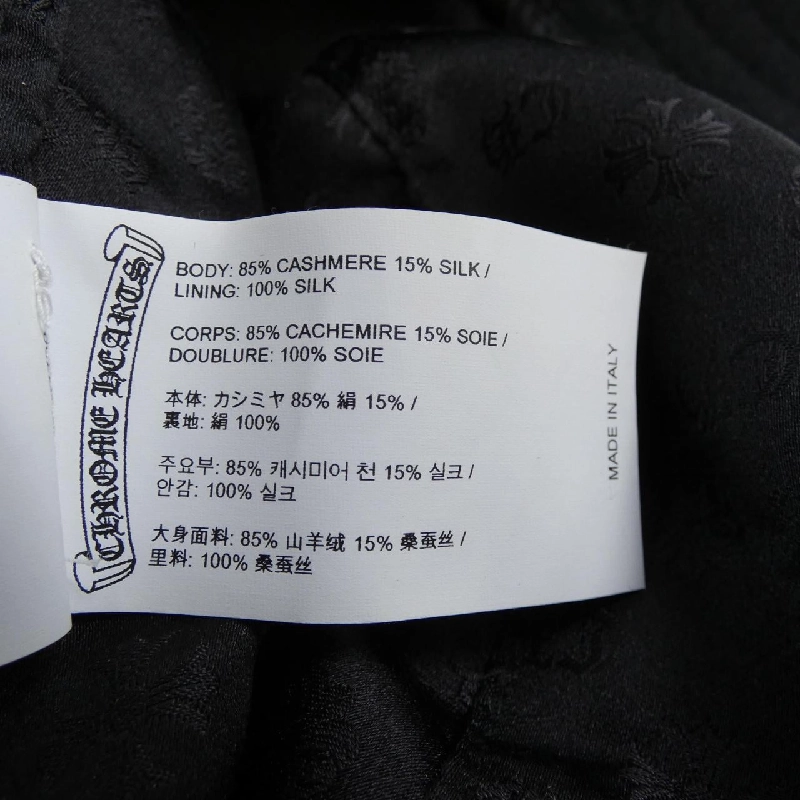 CHROME HEARTS
BODY: 85% CASHMERE 15% SILK /
LINING: 100% SILK
CORPS: 85% CACHEMIRE 15% SOIE /
DOUBLURE: 100% SOIE
本体: カシミヤ 85% 絹 15% /
裏地: 絹 100%
주요부: 85% 캐시미어 천 15% 실크 /
안감: 100% 실크
大身面料: 85% 山羊绒 15% 桑蚕丝 /
里料: 100% 桑蚕丝
MADE IN ITALY